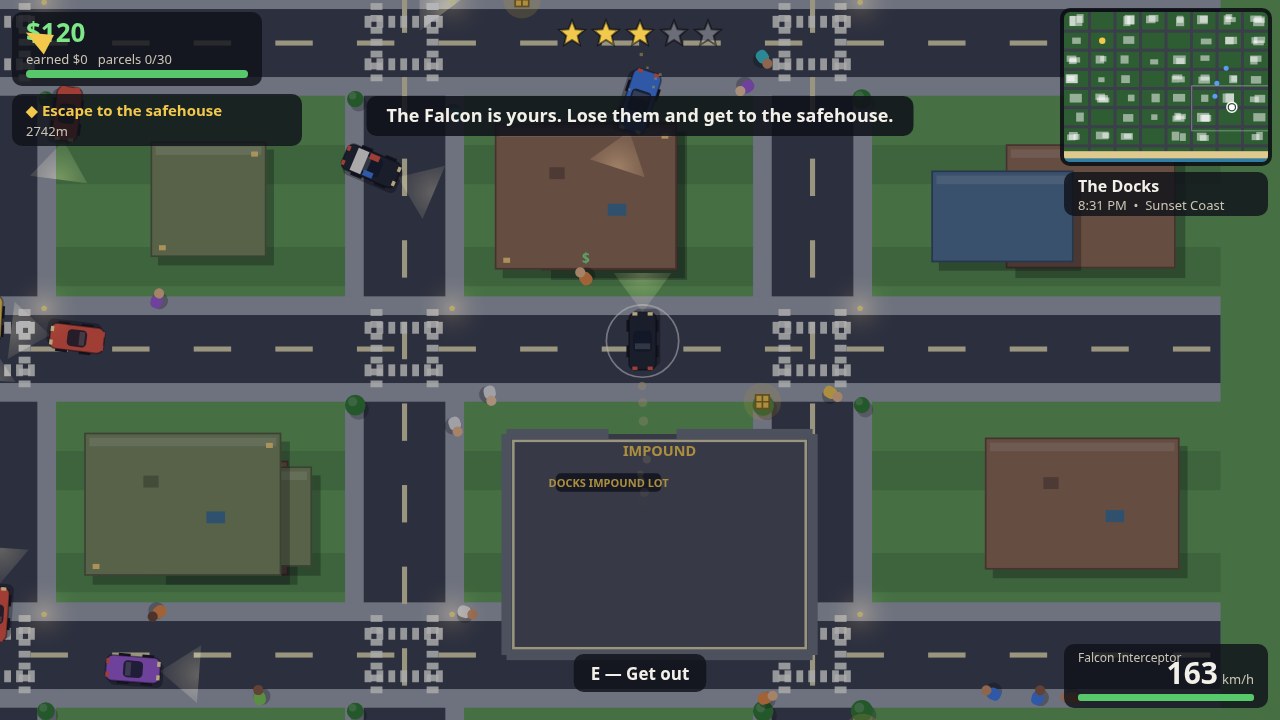 $120
earned $0 parcels 0/30
◆ Escape to the safehouse
2742m
The Falcon is yours. Lose them and get to the safehouse.
The Docks
8:31 PM • Sunset Coast
$
IMPOUND
DOCKS IMPOUND LOT
E — Get out
Falcon Interceptor
163 km/h